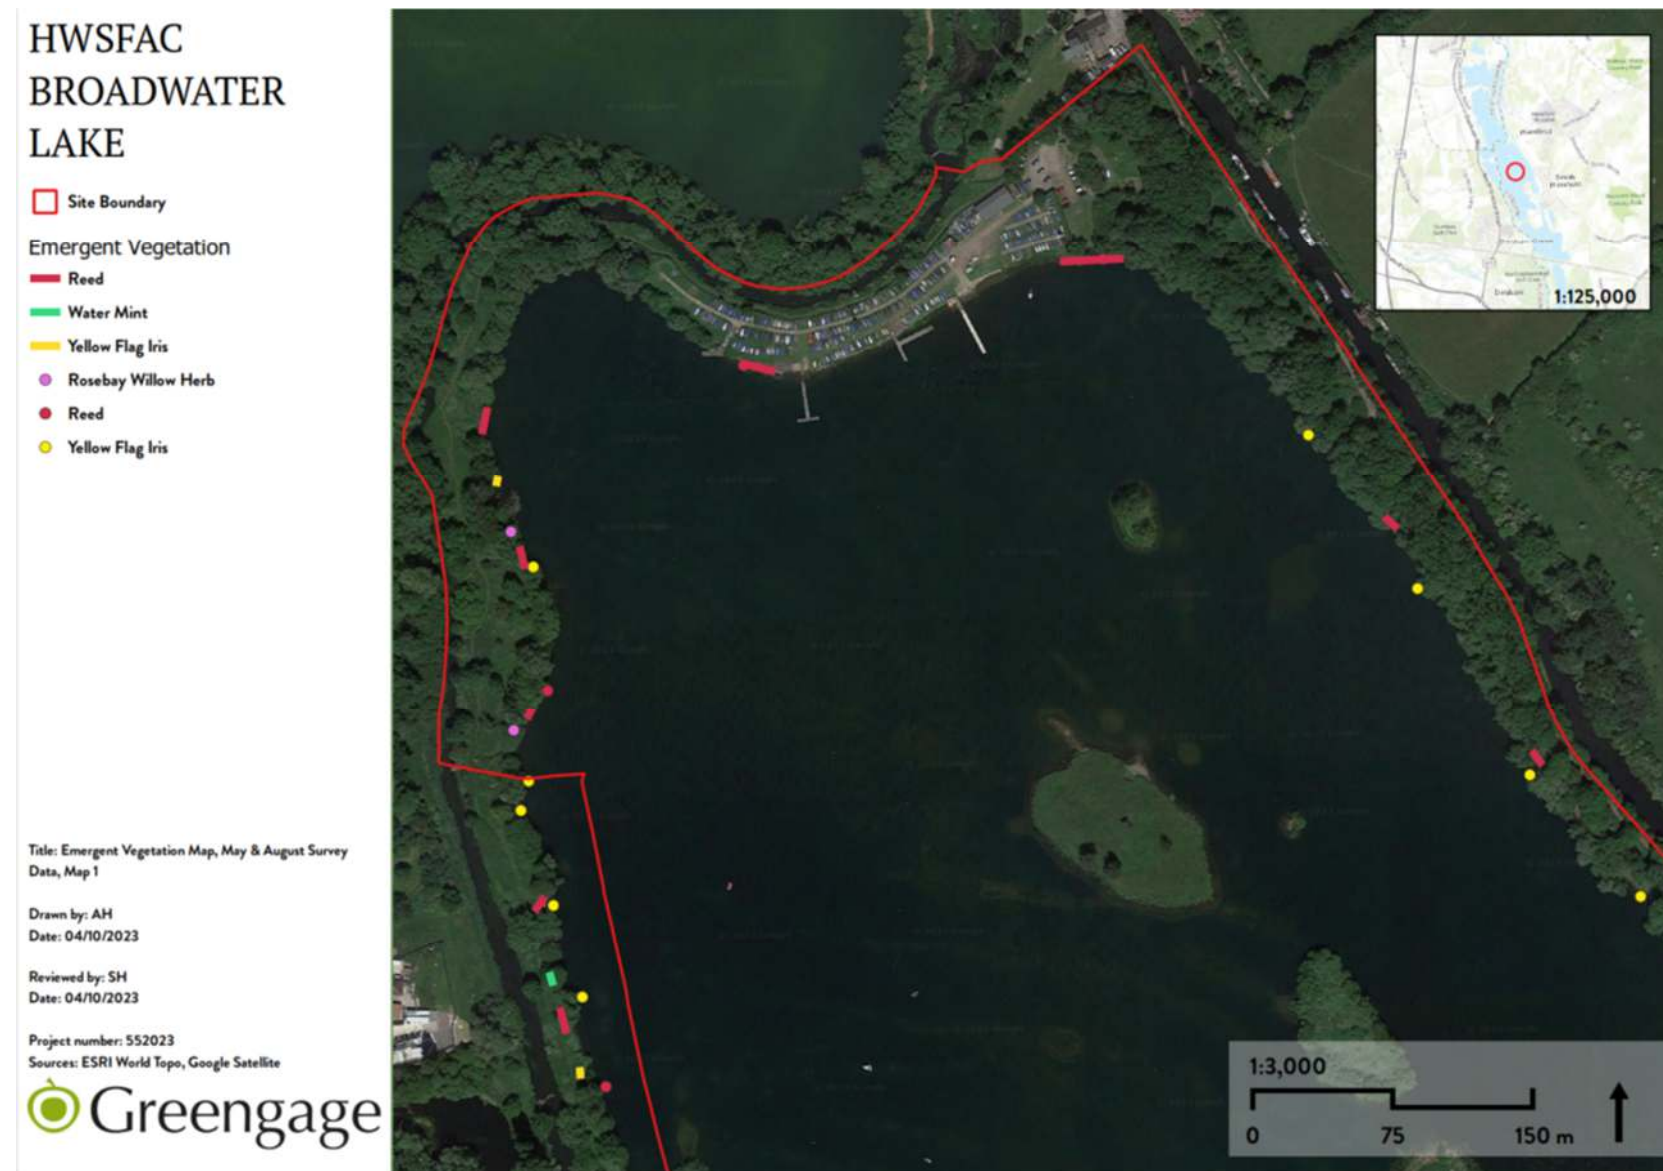 HWSFAC
BROADWATER
LAKE
Site Boundary
Emergent Vegetation
Reed
Water Mint
Yellow Flag Iris
Rosebay Willow Herb
Reed
Yellow Flag Iris
Title: Emergent Vegetation Map, May & August Survey
Data, Map 1
Drawn by: AH
Date: 04/10/2023
Reviewed by: SH
Date: 04/10/2023
Project number: 552023
Sources: ESRI World Topo, Google Satellite
Greengage
1:125,000
1:3,000
0 75 150 m